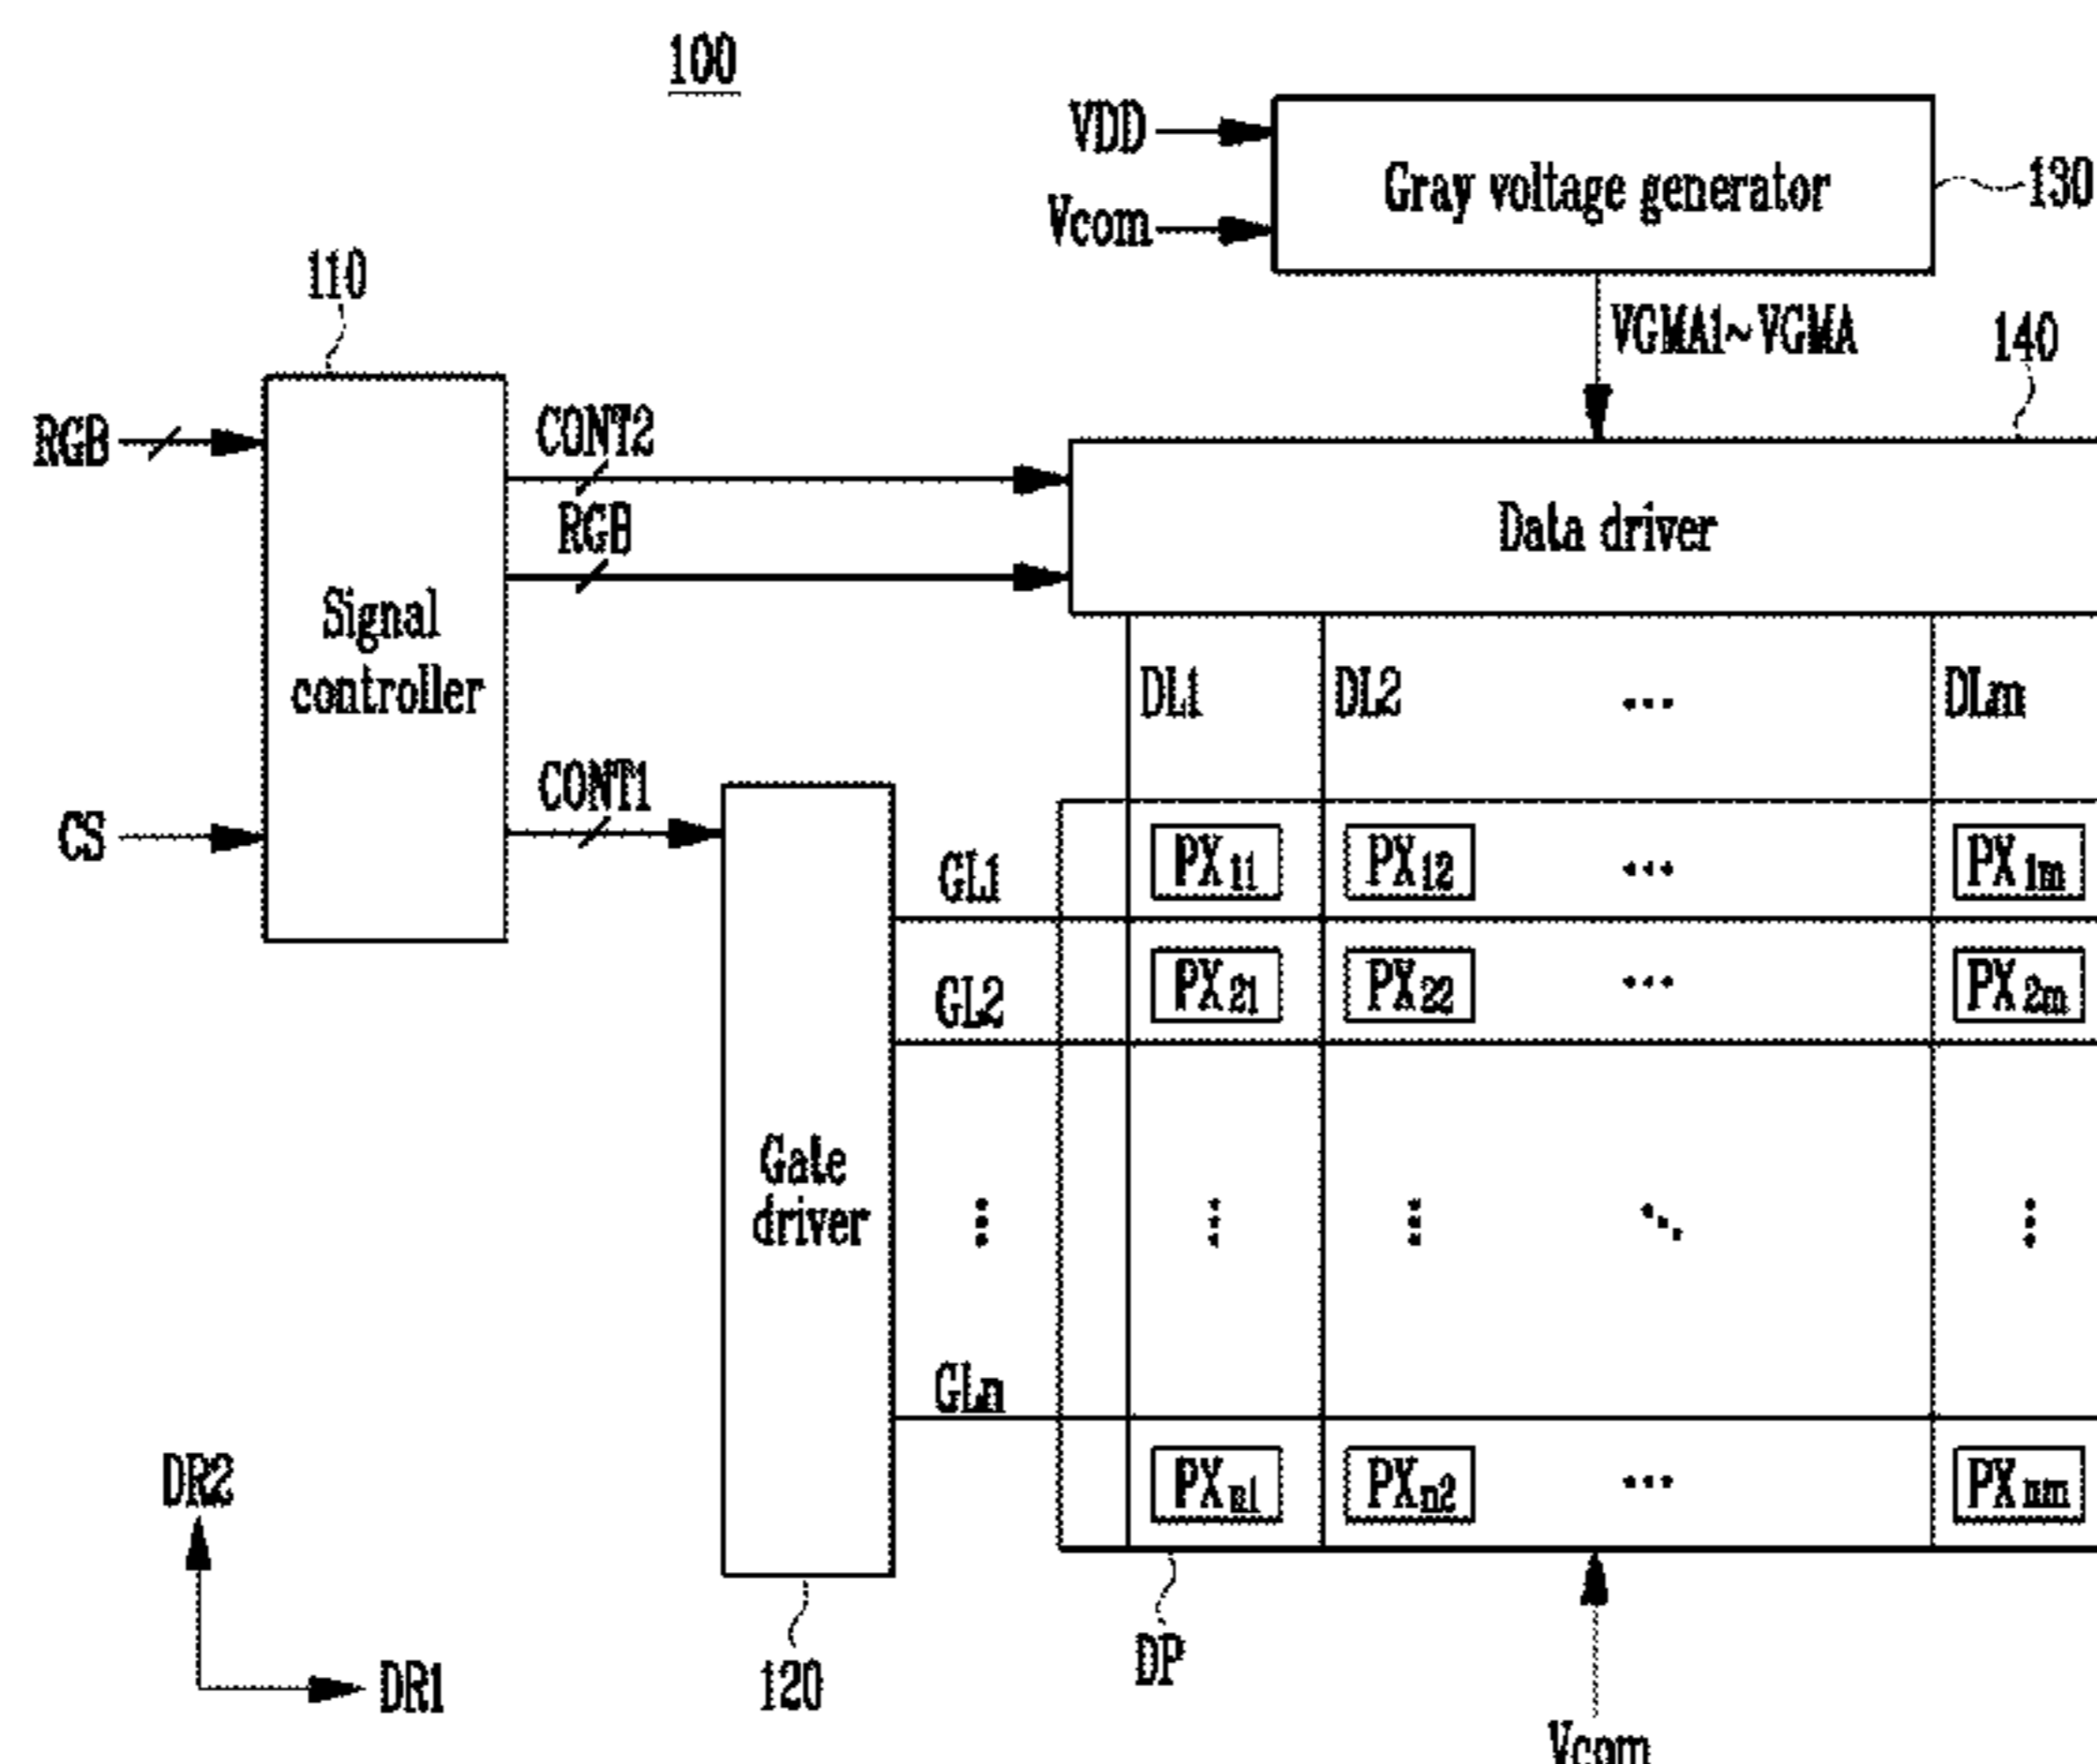 100
VDD
Vcom
Gray voltage generator
130
110
VGMA1~VGMA
140
RGB
CONT2
RGB
Data driver
Signal
controller
DL1 DL2 ... DLm
CS
CONT1
GL1
PX11 PX12 ... PX1m
GL2
PX21 PX22 ... PX2m
Gate
driver
GLn
PXn1 PXn2 ... PXnm
DR2
DR1
120
DP
Vcom